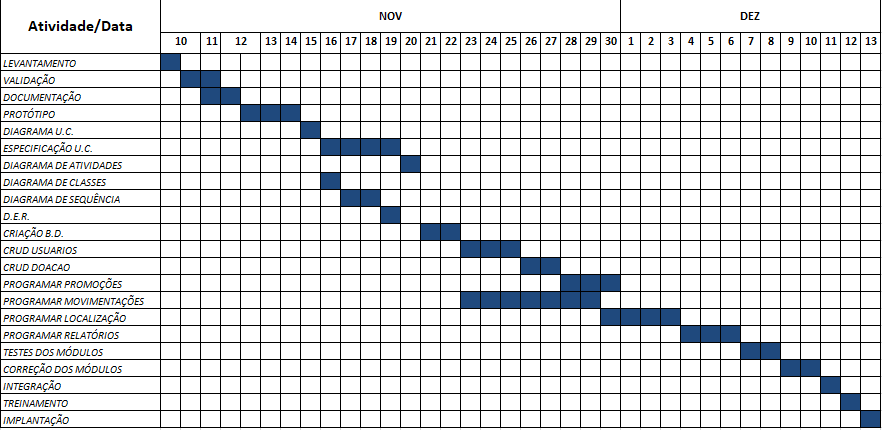 Atividade/Data NOV DEZ
10 11 12 13 14 15 16 17 18 19 20 21 22 23 24 25 26 27 28 29 30 1 2 3 4 5 6 7 8 9 10 11 12 13
LEVANTAMENTO
VALIDAÇÃO
DOCUMENTAÇÃO
PROTÓTIPO
DIAGRAMA U.C.
ESPECIFICAÇÃO U.C.
DIAGRAMA DE ATIVIDADES
DIAGRAMA DE CLASSES
DIAGRAMA DE SEQUÊNCIA
D.E.R.
CRIAÇÃO B.D.
CRUD USUARIOS
CRUD DOACAO
PROGRAMAR PROMOÇÕES
PROGRAMAR MOVIMENTAÇÕES
PROGRAMAR LOCALIZAÇÃO
PROGRAMAR RELATÓRIOS
TESTES DOS MÓDULOS
CORREÇÃO DOS MÓDULOS
INTEGRAÇÃO
TREINAMENTO
IMPLANTAÇÃO